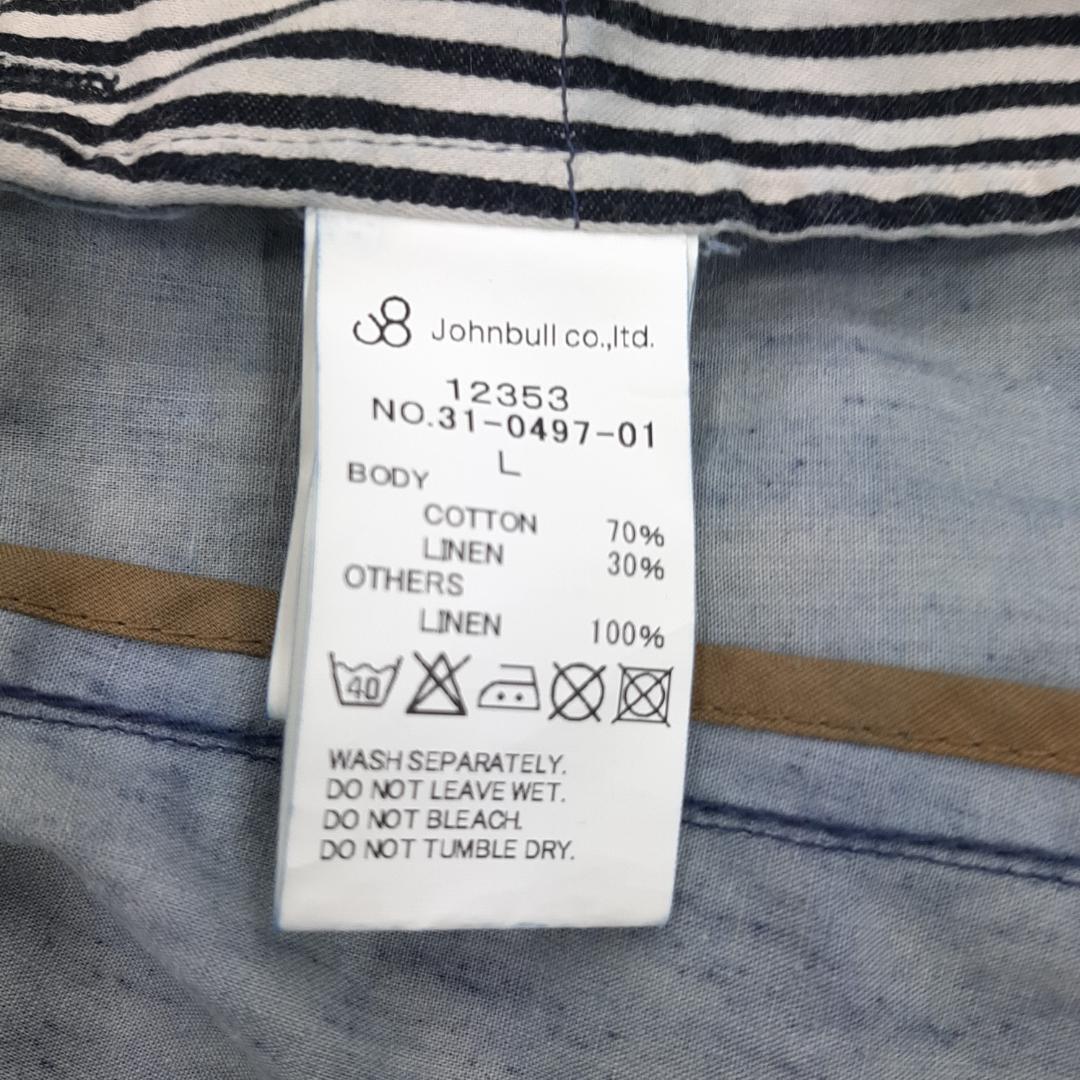 Johnbull co.,ltd.
12353
NO.31-0497-01
L
BODY
COTTON 70%
LINEN 30%
OTHERS
LINEN 100%
40
WASH SEPARATELY.
DO NOT LEAVE WET.
DO NOT BLEACH.
DO NOT TUMBLE DRY.